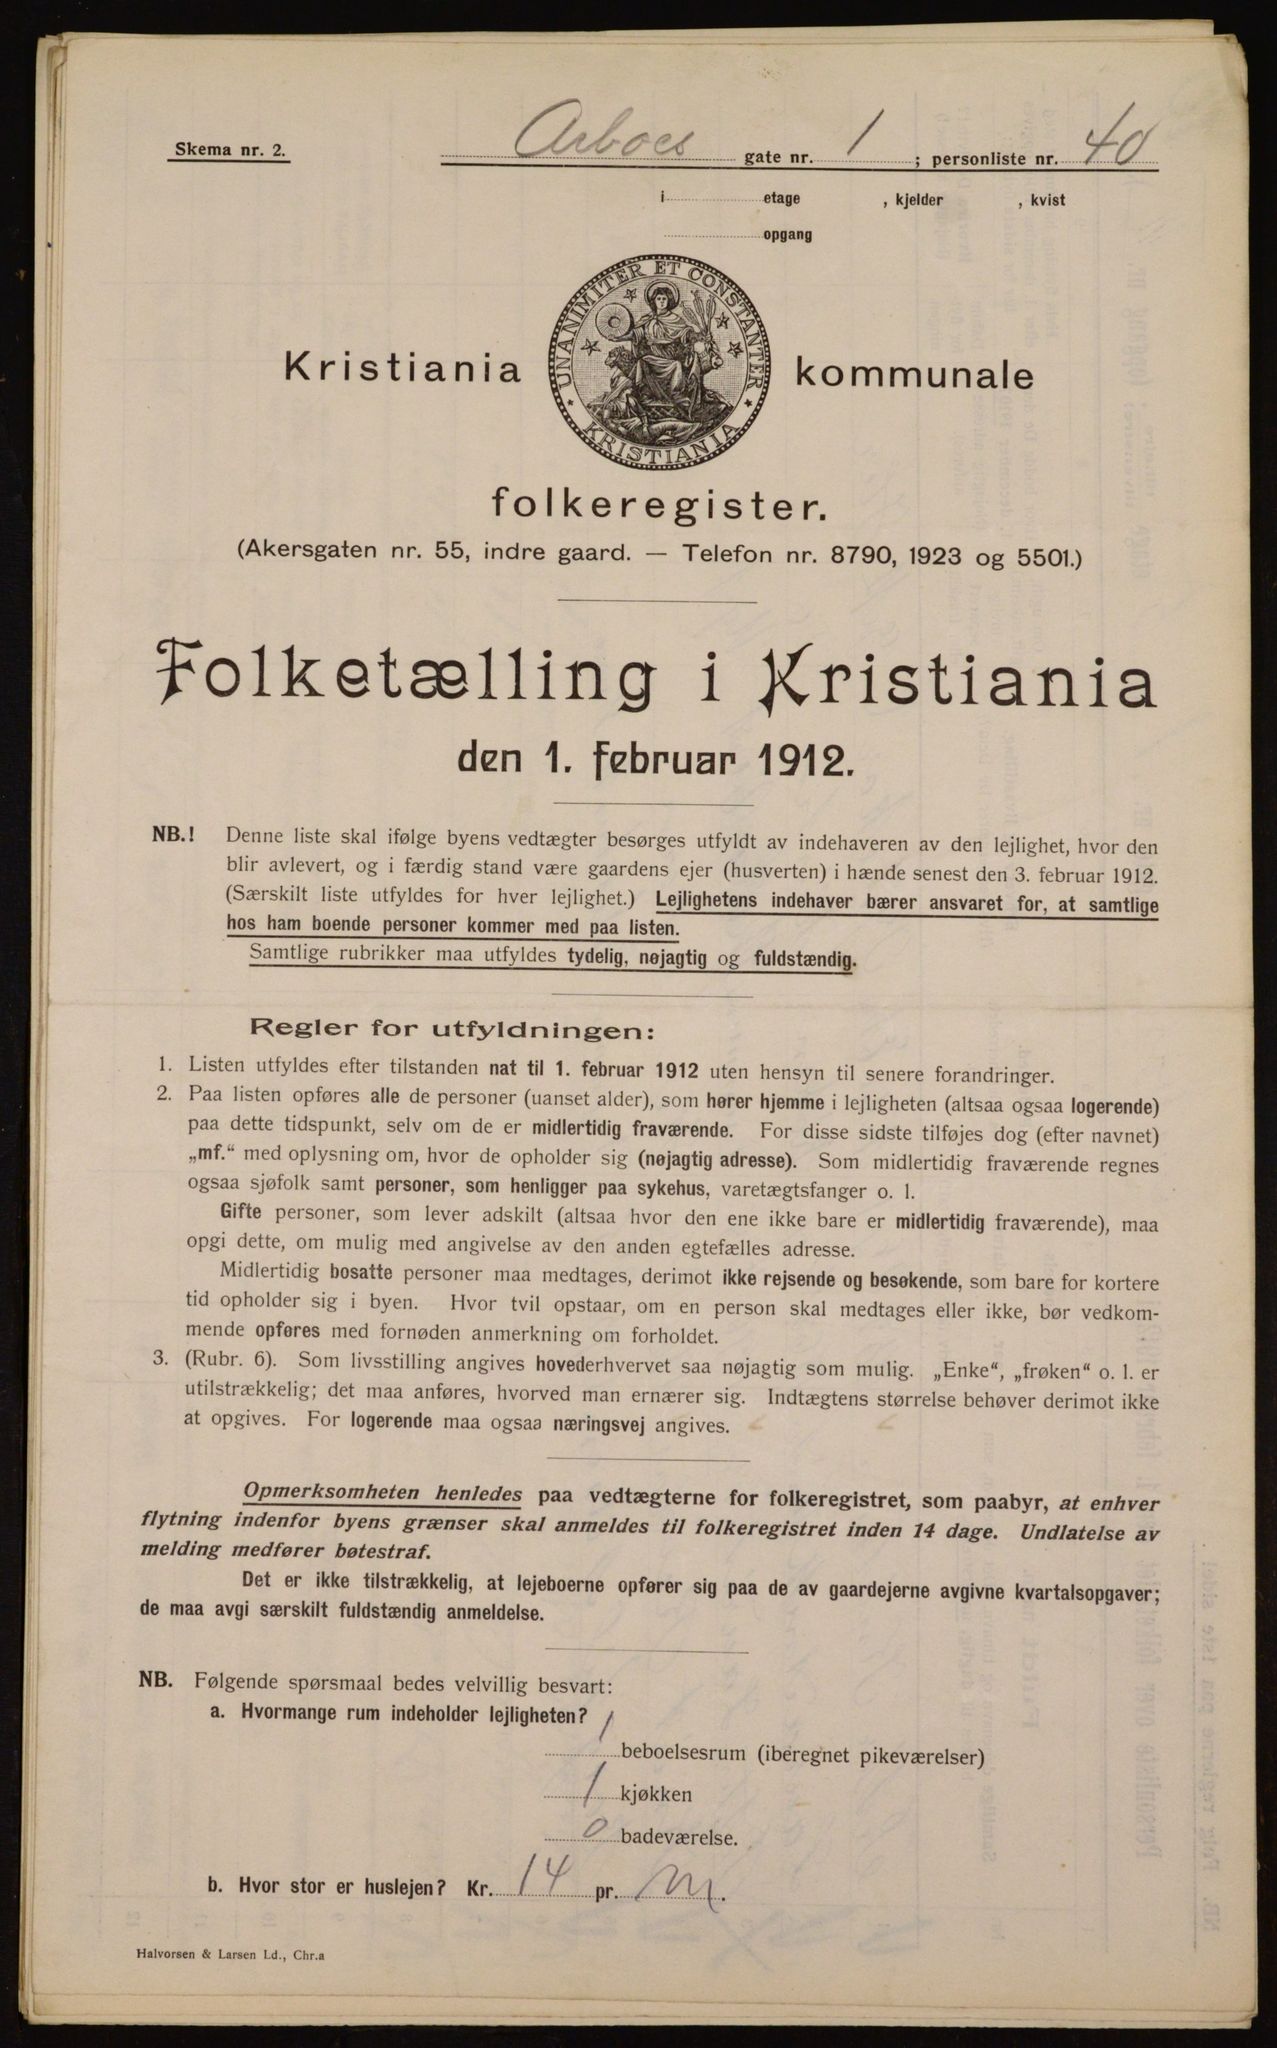 Skema nr. 2.
Arboes gate nr. 1 ; personliste nr. 40
i etage , kjelder , kvist
opgang
UNANIMITER ET CONSTANTER
KRISTIANIA
Kristiania kommunale
folkeregister.
(Akersgaten nr. 55, indre gaard. — Telefon nr. 8790, 1923 og 5501.)
Folketælling i Kristiania
den 1. februar 1912.
NB.! Denne liste skal ifølge byens vedtægter besørges utfyldt av indehaveren av den lejlighet, hvor den
blir avlevert, og i færdig stand være gaardens ejer (husverten) i hænde senest den 3. februar 1912.
(Særskilt liste utfyldes for hver lejlighet.) Lejlighetens indehaver bærer ansvaret for, at samtlige
hos ham boende personer kommer med paa listen.
Samtlige rubrikker maa utfyldes tydelig, nøjagtig og fuldstændig.
Regler for utfyldningen:
1. Listen utfyldes efter tilstanden nat til 1. februar 1912 uten hensyn til senere forandringer.
2. Paa listen opføres alle de personer (uanset alder), som hører hjemme i lejligheten (altsaa ogsaa logerende)
paa dette tidspunkt, selv om de er midlertidig fraværende. For disse sidste tilføjes dog (efter navnet)
„mf.“ med oplysning om, hvor de opholder sig (nøjagtig adresse). Som midlertidig fraværende regnes
ogsaa sjøfolk samt personer, som henligger paa sykehus, varetægtsfanger o. l.
Gifte personer, som lever adskilt (altsaa hvor den ene ikke bare er midlertidig fraværende), maa
opgi dette, om mulig med angivelse av den anden egtefælles adresse.
Midlertidig bosatte personer maa medtages, derimot ikke rejsende og besøkende, som bare for kortere
tid opholder sig i byen. Hvor tvil opstaar, om en person skal medtages eller ikke, bør vedkom-
mende opføres med fornøden anmerkning om forholdet.
3. (Rubr. 6). Som livsstilling angives hovederhvervet saa nøjagtig som mulig. „Enke“, „frøken“ o. l. er
utilstrækkelig; det maa anføres, hvorved man ernærer sig. Indtægtens størrelse behøver derimot ikke
at opgives. For logerende maa ogsaa næringsvej angives.
Opmerksomheten henledes paa vedtægterne for folkeregistret, som paabyr, at enhver
flytning indenfor byens grænser skal anmeldes til folkeregistret inden 14 dage. Undlatelse av
melding medfører bøtestraf.
Det er ikke tilstrækkelig, at lejeboerne opfører sig paa de av gaardejerne avgivne kvartalsopgaver;
de maa avgi særskilt fuldstændig anmeldelse.
NB. Følgende spørsmaal bedes velvillig besvart:
a. Hvormange rum indeholder lejligheten?
1 beboelsesrum (iberegnet pikeværelser)
1 kjøkken
0 badeværelse.
b. Hvor stor er huslejen? Kr. 14 pr. M.
Halvorsen & Larsen Ld., Chr.a